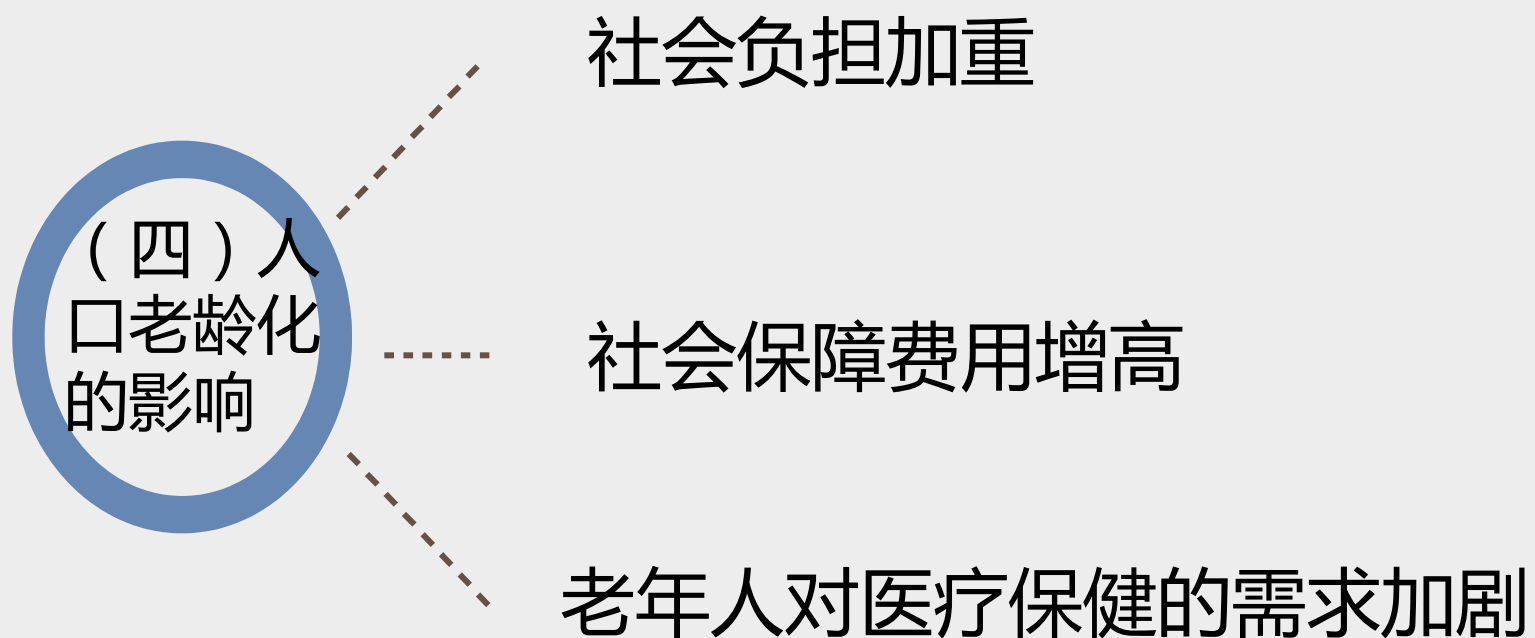 社会负担加重
（四）人
口老龄化
的影响
社会保障费用增高
老年人对医疗保健的需求加剧